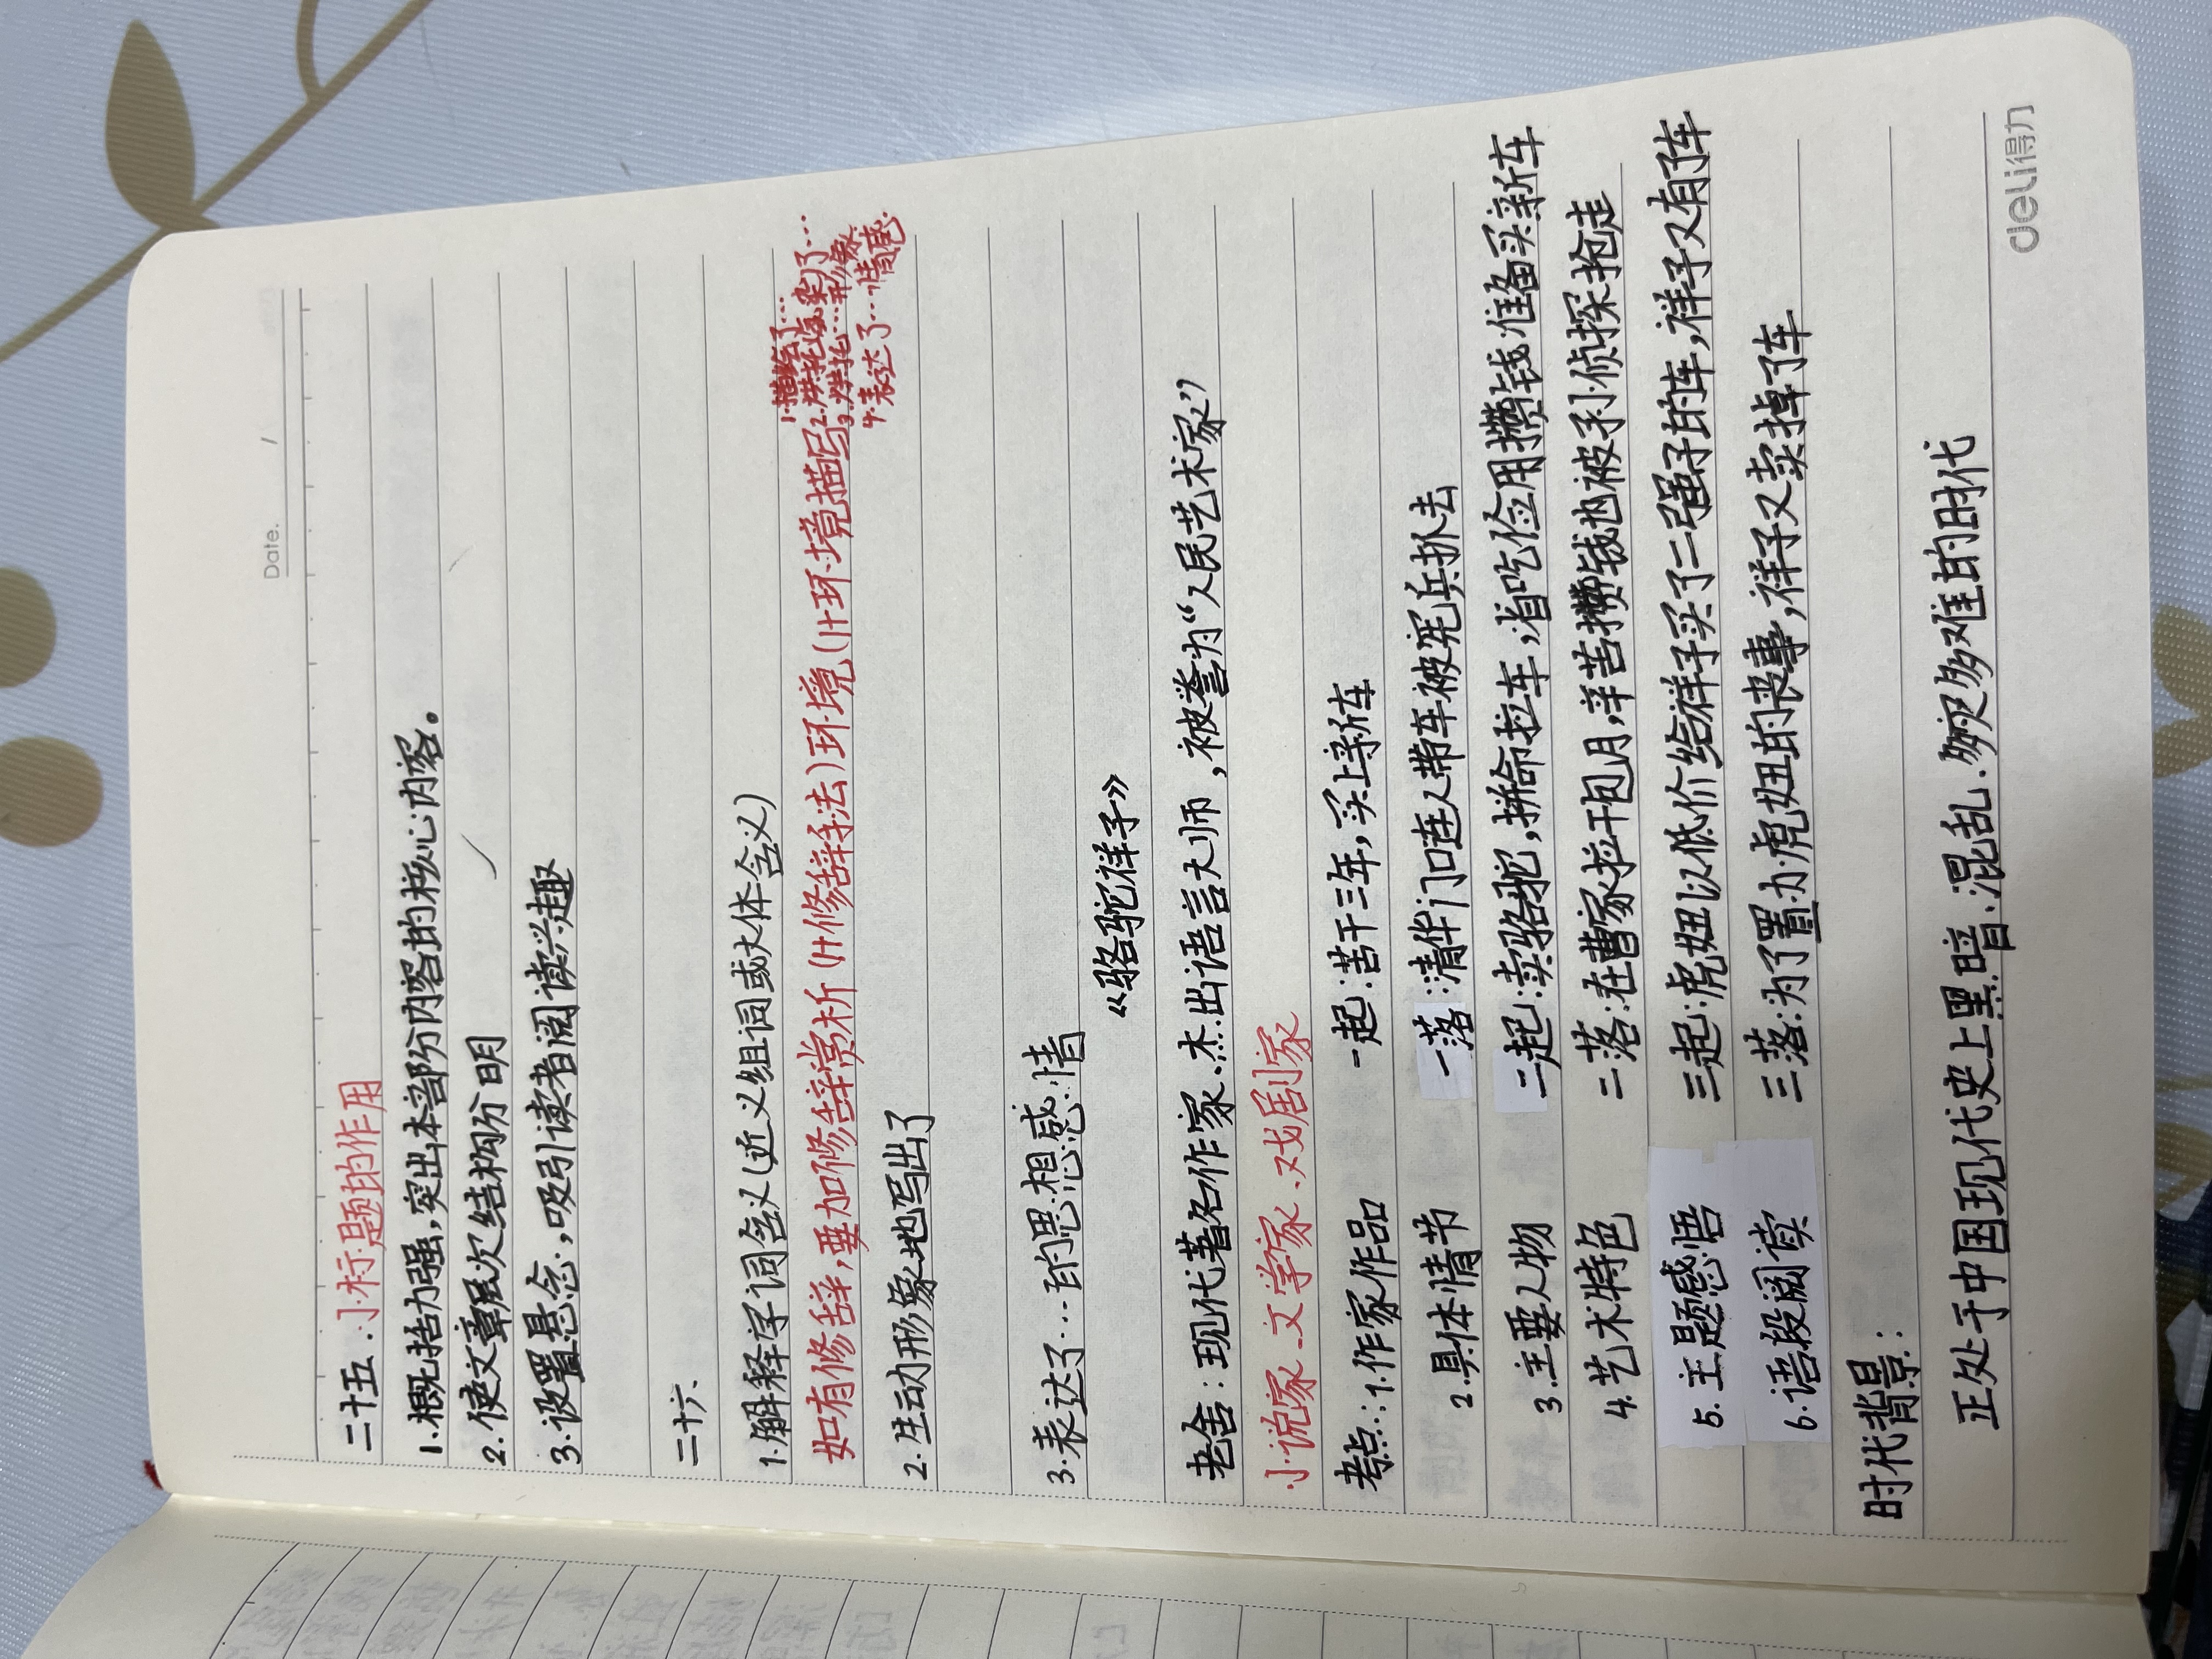 Date. /
二十五.小标题的作用
1.概括力强,突出本部分内容的核心内容。
2.使文章层次结构分明
3.设置悬念,吸引读者阅读兴趣
二十六、
1.解释字词含义(近义组词或大体含义)
如有修辞,要加修辞赏析(1+修辞手法)环境(1+环境描写
1.描绘了…
2.烘托渲染了…
3.烘托…形象
4.表达了…情感
2.生动形象地写出了
3.表达了…的思想感情
《骆驼祥子》
老舍:现代著名作家、杰出语言大师,被誉为“人民艺术家”
小说家、文学家、戏剧家
考点:1.作家作品 一起:苦干三年,买上新车
2.具体情节 一落:清华门口连人带车被宪兵抓去
3.主要人物 二起:卖骆驼,拼命拉车,省吃俭用攒钱准备买新车
4.艺术特色 二落:在曹家拉干包月,辛苦攒钱也被孙侦探抢走
5.主题感悟 三起:虎妞以低价给祥子买了二强子的车,祥子又有了车
6.语段阅读 三落:为了置办虎妞的丧事,祥子又卖掉了车
时代背景:
正处于中国现代史上黑暗、混乱、多灾多难的时代
deli得力